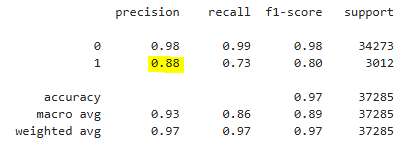 precision recall f1-score support
0 0.98 0.99 0.98 34273
1 0.88 0.73 0.80 3012
accuracy 0.97 37285
macro avg 0.93 0.86 0.89 37285
weighted avg 0.97 0.97 0.97 37285